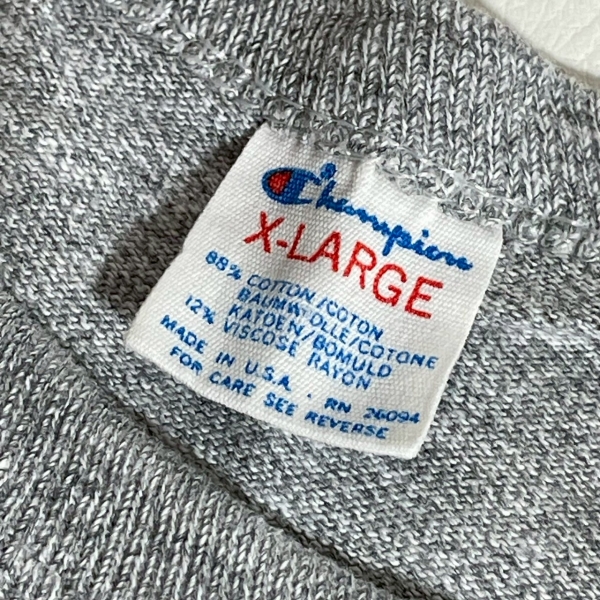 Champion
X-LARGE
88% COTTON/COTON
BAUMWOLLE/COTONE
KATOEN/BOMULD
12% VISCOSE RAYON
MADE IN U.S.A. · RN 26094
FOR CARE SEE REVERSE